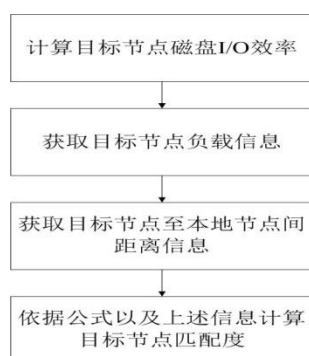 计算目标节点磁盘I/O效率
获取目标节点负载信息
获取目标节点至本地节点间
距离信息
依据公式以及上述信息计算
目标节点匹配度